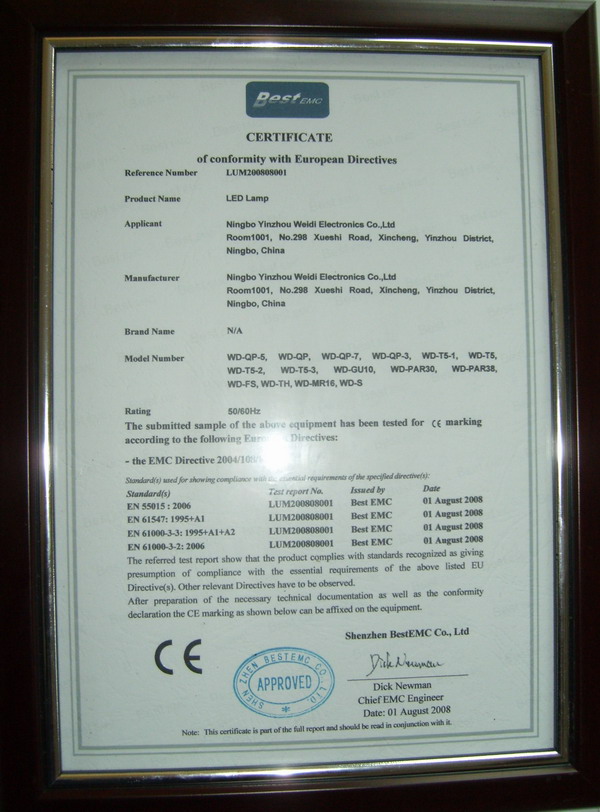 Best EMC
CERTIFICATE
of conformity with European Directives
Reference Number LUM200808001
Product Name LED Lamp
Applicant Ningbo Yinzhou Weidi Electronics Co.,Ltd
Room1001, No.298 Xueshi Road, Xincheng, Yinzhou District,
Ningbo, China
Manufacturer Ningbo Yinzhou Weidi Electronics Co.,Ltd
Room1001, No.298 Xueshi Road, Xincheng, Yinzhou District,
Ningbo, China
Brand Name N/A
Model Number WD-QP-5, WD-QP, WD-QP-7, WD-QP-3, WD-T5-1, WD-T5,
WD-T5-2, WD-T5-3, WD-GU10, WD-PAR30, WD-PAR38,
WD-FS, WD-TH, WD-MR16, WD-S
Rating 50/60Hz
The submitted sample of the above equipment has been tested for CE marking
according to the following Directives:
- the EMC Directive
Standard(s) used for showing compliance with the essential requirements of the specified directive(s):
Standard(s) Test report No. Issued by Date
EN 55015 : 2006 LUM200808001 Best EMC 01 August 2008
EN 61547: 1995+A1 LUM200808001 Best EMC 01 August 2008
EN 61000-3-3: 1995+A1+A2 LUM200808001 Best EMC 01 August 2008
EN 61000-3-2: 2006 LUM200808001 Best EMC 01 August 2008
The referred test report show that the product complies with standards recognized as giving
presumption of compliance with the essential requirements of the above listed EU
Directive(s). Other relevant Directives have to be observed.
After preparation of the necessary technical documentation as well as the conformity
declaration the CE marking as shown below can be affixed on the equipment.
Shenzhen BestEMC Co., Ltd
CE
SHEN ZHEN BESTEMC CO., LTD.
APPROVED
Dick Newman
Dick Newman
Chief EMC Engineer
Date: 01 August 2008
Note: This certificate is part of the full report and should be read in conjunction with it.